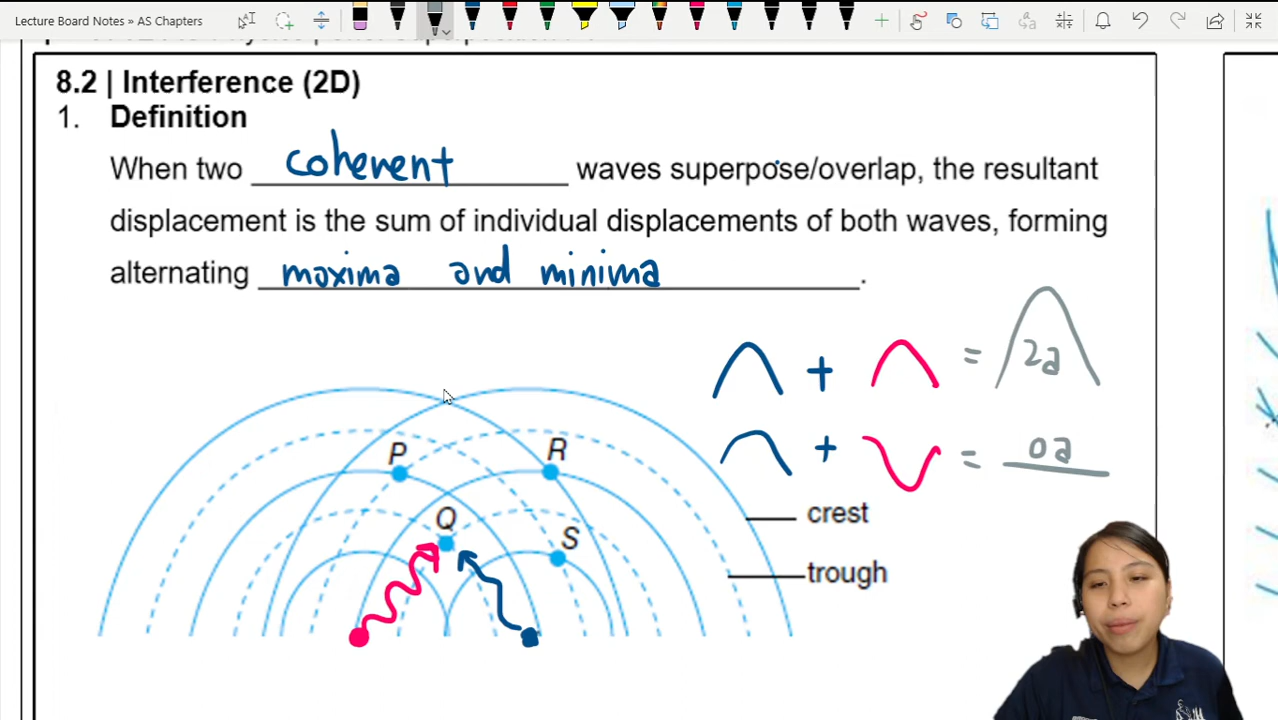 Lecture Board Notes » AS Chapters
8.2 | Interference (2D)
1. Definition
When two coherent waves superpose/overlap, the resultant
displacement is the sum of individual displacements of both waves, forming
alternating maxima and minima.
+ = 2a
+ = 0a
P
R
Q
S
crest
trough